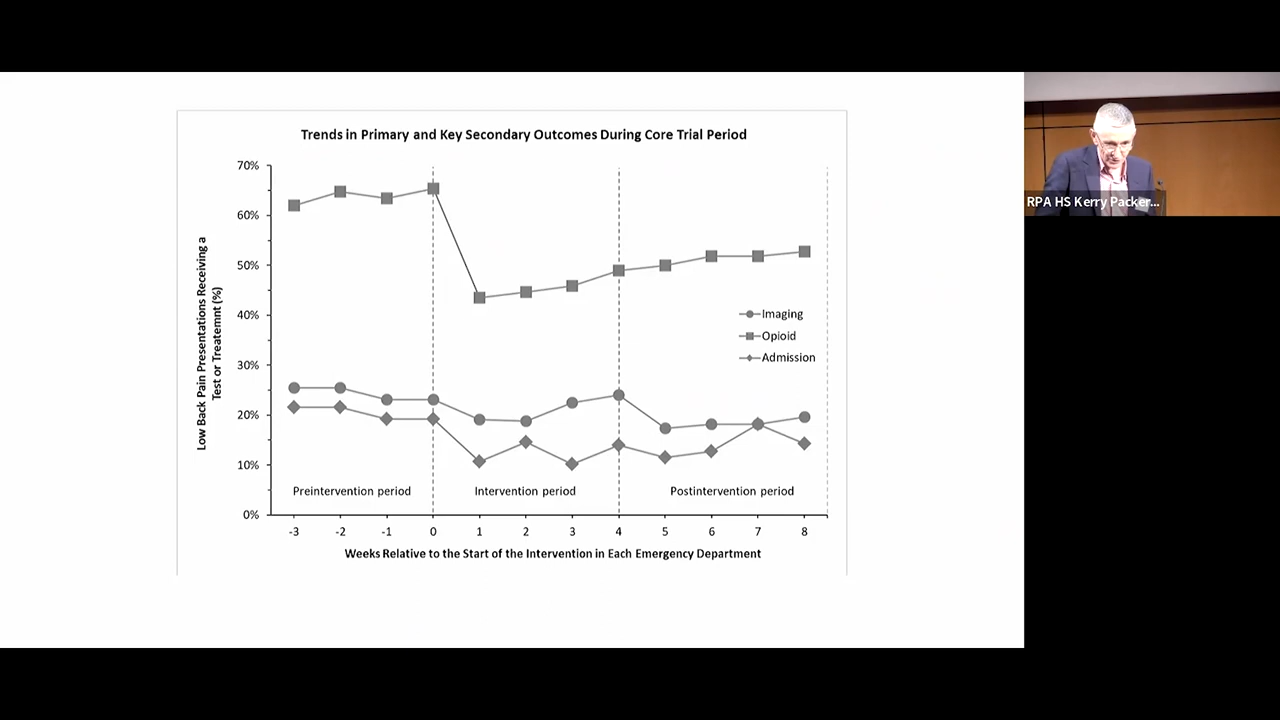 Trends in Primary and Key Secondary Outcomes During Core Trial Period
70%
60%
50%
40%
30%
20%
10%
0%
Low Back Pain Presentations Receiving a
Test or Treatemnt (%)
Imaging
Opioid
Admission
Preintervention period
Intervention period
Postintervention period
-3 -2 -1 0 1 2 3 4 5 6 7 8
Weeks Relative to the Start of the Intervention in Each Emergency Department
RPA HS Kerry Packer...